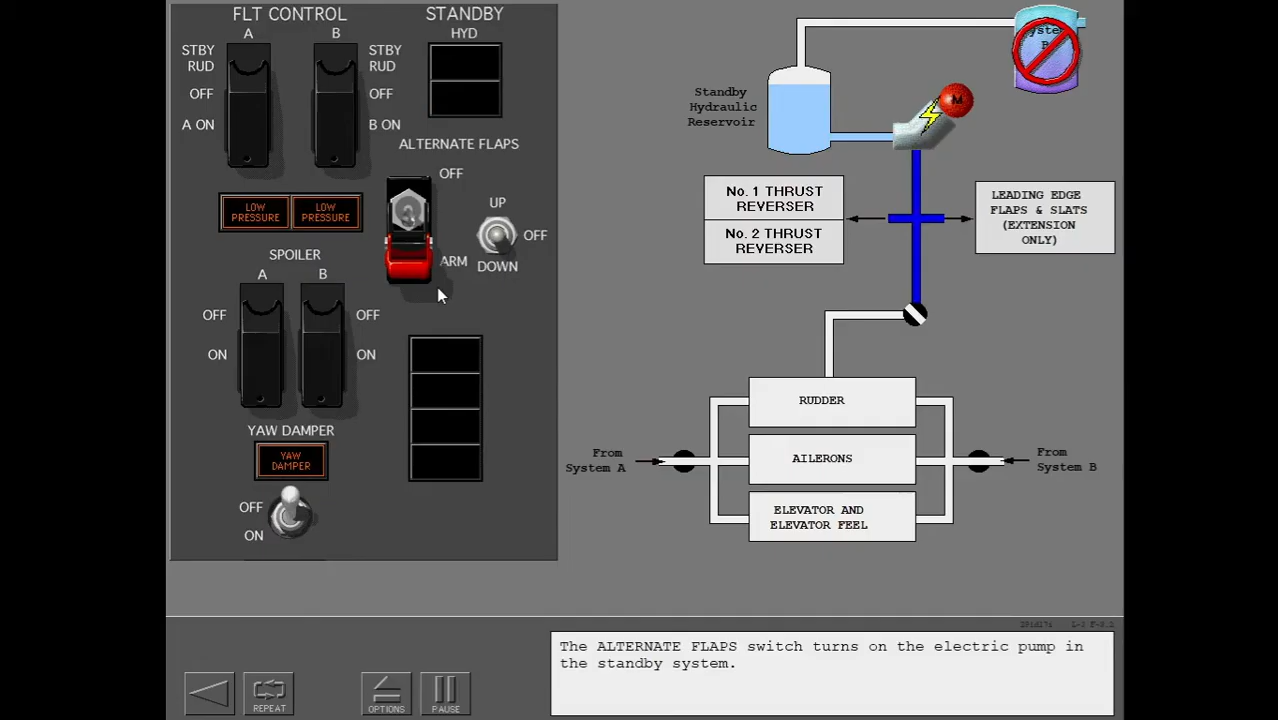 FLT CONTROL
A
B
STBY
RUD
OFF
A ON
STBY
RUD
OFF
B ON
LOW
PRESSURE
LOW
PRESSURE
SPOILER
A
B
OFF
ON
OFF
ON
YAW DAMPER
YAW
DAMPER
OFF
ON
STANDBY
HYD
ALTERNATE FLAPS
OFF
ARM
UP
OFF
DOWN
Standby
Hydraulic
Reservoir
M
No. 1 THRUST
REVERSER
No. 2 THRUST
REVERSER
LEADING EDGE
FLAPS & SLATS
(EXTENSION
ONLY)
RUDDER
AILERONS
ELEVATOR AND
ELEVATOR FEEL
From
System A
From
System B
The ALTERNATE FLAPS switch turns on the electric pump in
the standby system.
REPEAT
OPTIONS
PAUSE